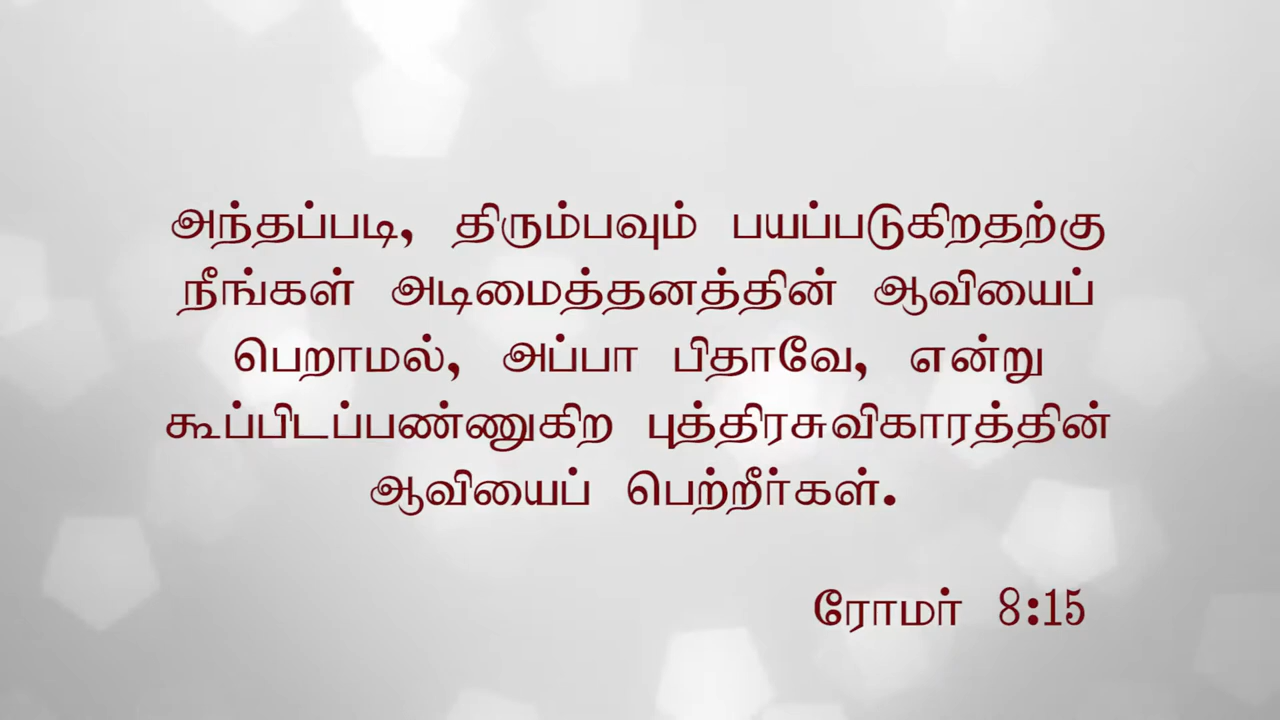 அந்தப்படி, திரும்பவும் பயப்படுகிறதற்கு
நீங்கள் அடிமைத்தனத்தின் ஆவியைப்
பெறாமல், அப்பா பிதாவே, என்று
கூப்பிடப்பண்ணுகிற புத்திரசுவிகாரத்தின்
ஆவியைப் பெற்றீர்கள்.
ரோமர் 8:15